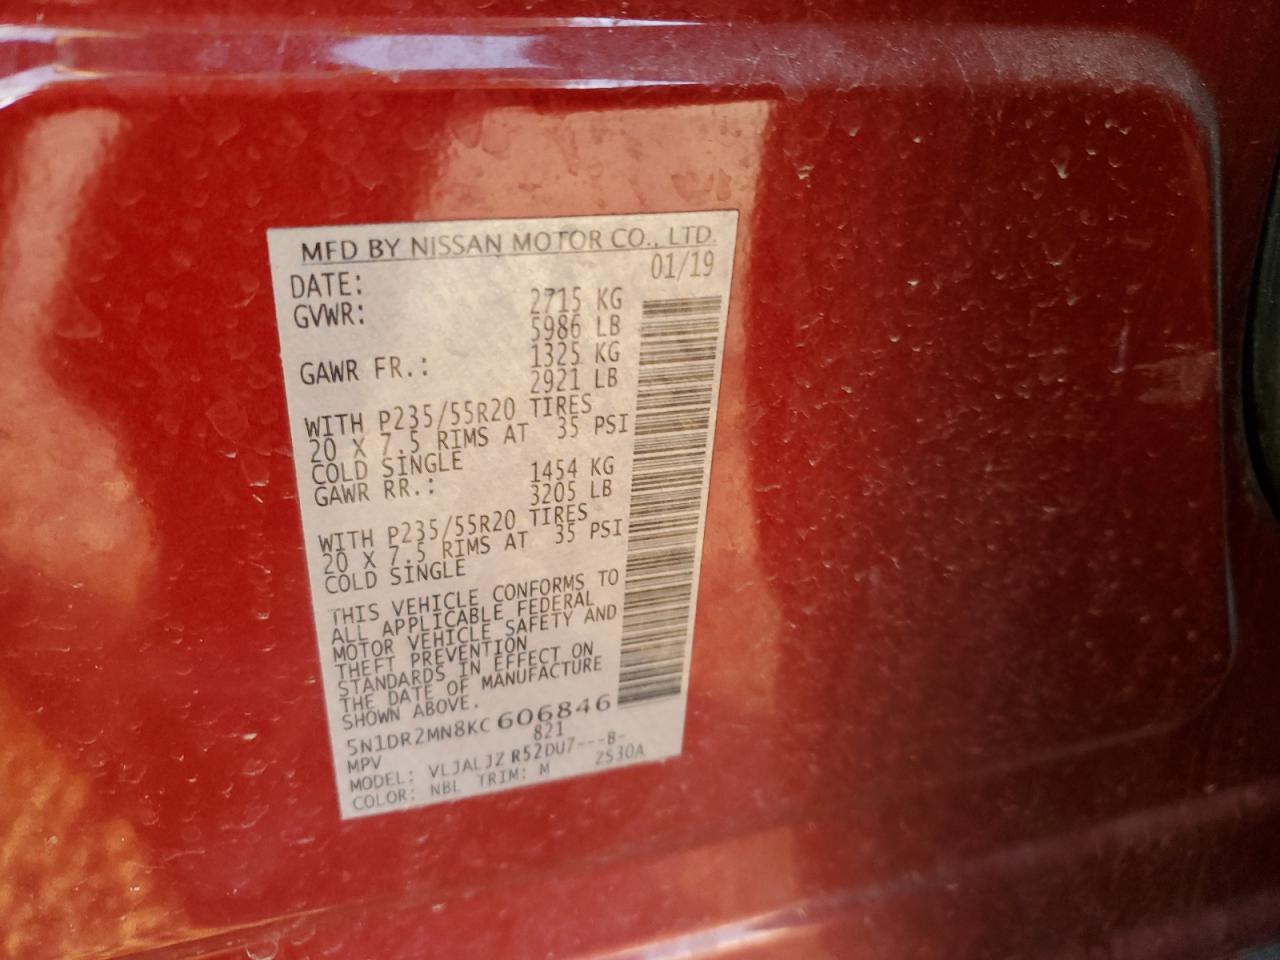 MFD BY NISSAN MOTOR CO., LTD.
DATE: 01/19
GVWR: 2715 KG
5986 LB
GAWR FR.: 1325 KG
2921 LB
WITH P235/55R20 TIRES
20 X 7.5 RIMS AT 35 PSI
COLD SINGLE
GAWR RR.: 1454 KG
3205 LB
WITH P235/55R20 TIRES
20 X 7.5 RIMS AT 35 PSI
COLD SINGLE
THIS VEHICLE CONFORMS TO
ALL APPLICABLE FEDERAL
MOTOR VEHICLE SAFETY AND
THEFT PREVENTION
STANDARDS IN EFFECT ON
THE DATE OF MANUFACTURE
SHOWN ABOVE.
5N1DR2MN8KC606846
MPV 821
MODEL: VLJALJZ R52DU7---B-
COLOR: NBL TRIM: M ZS30A